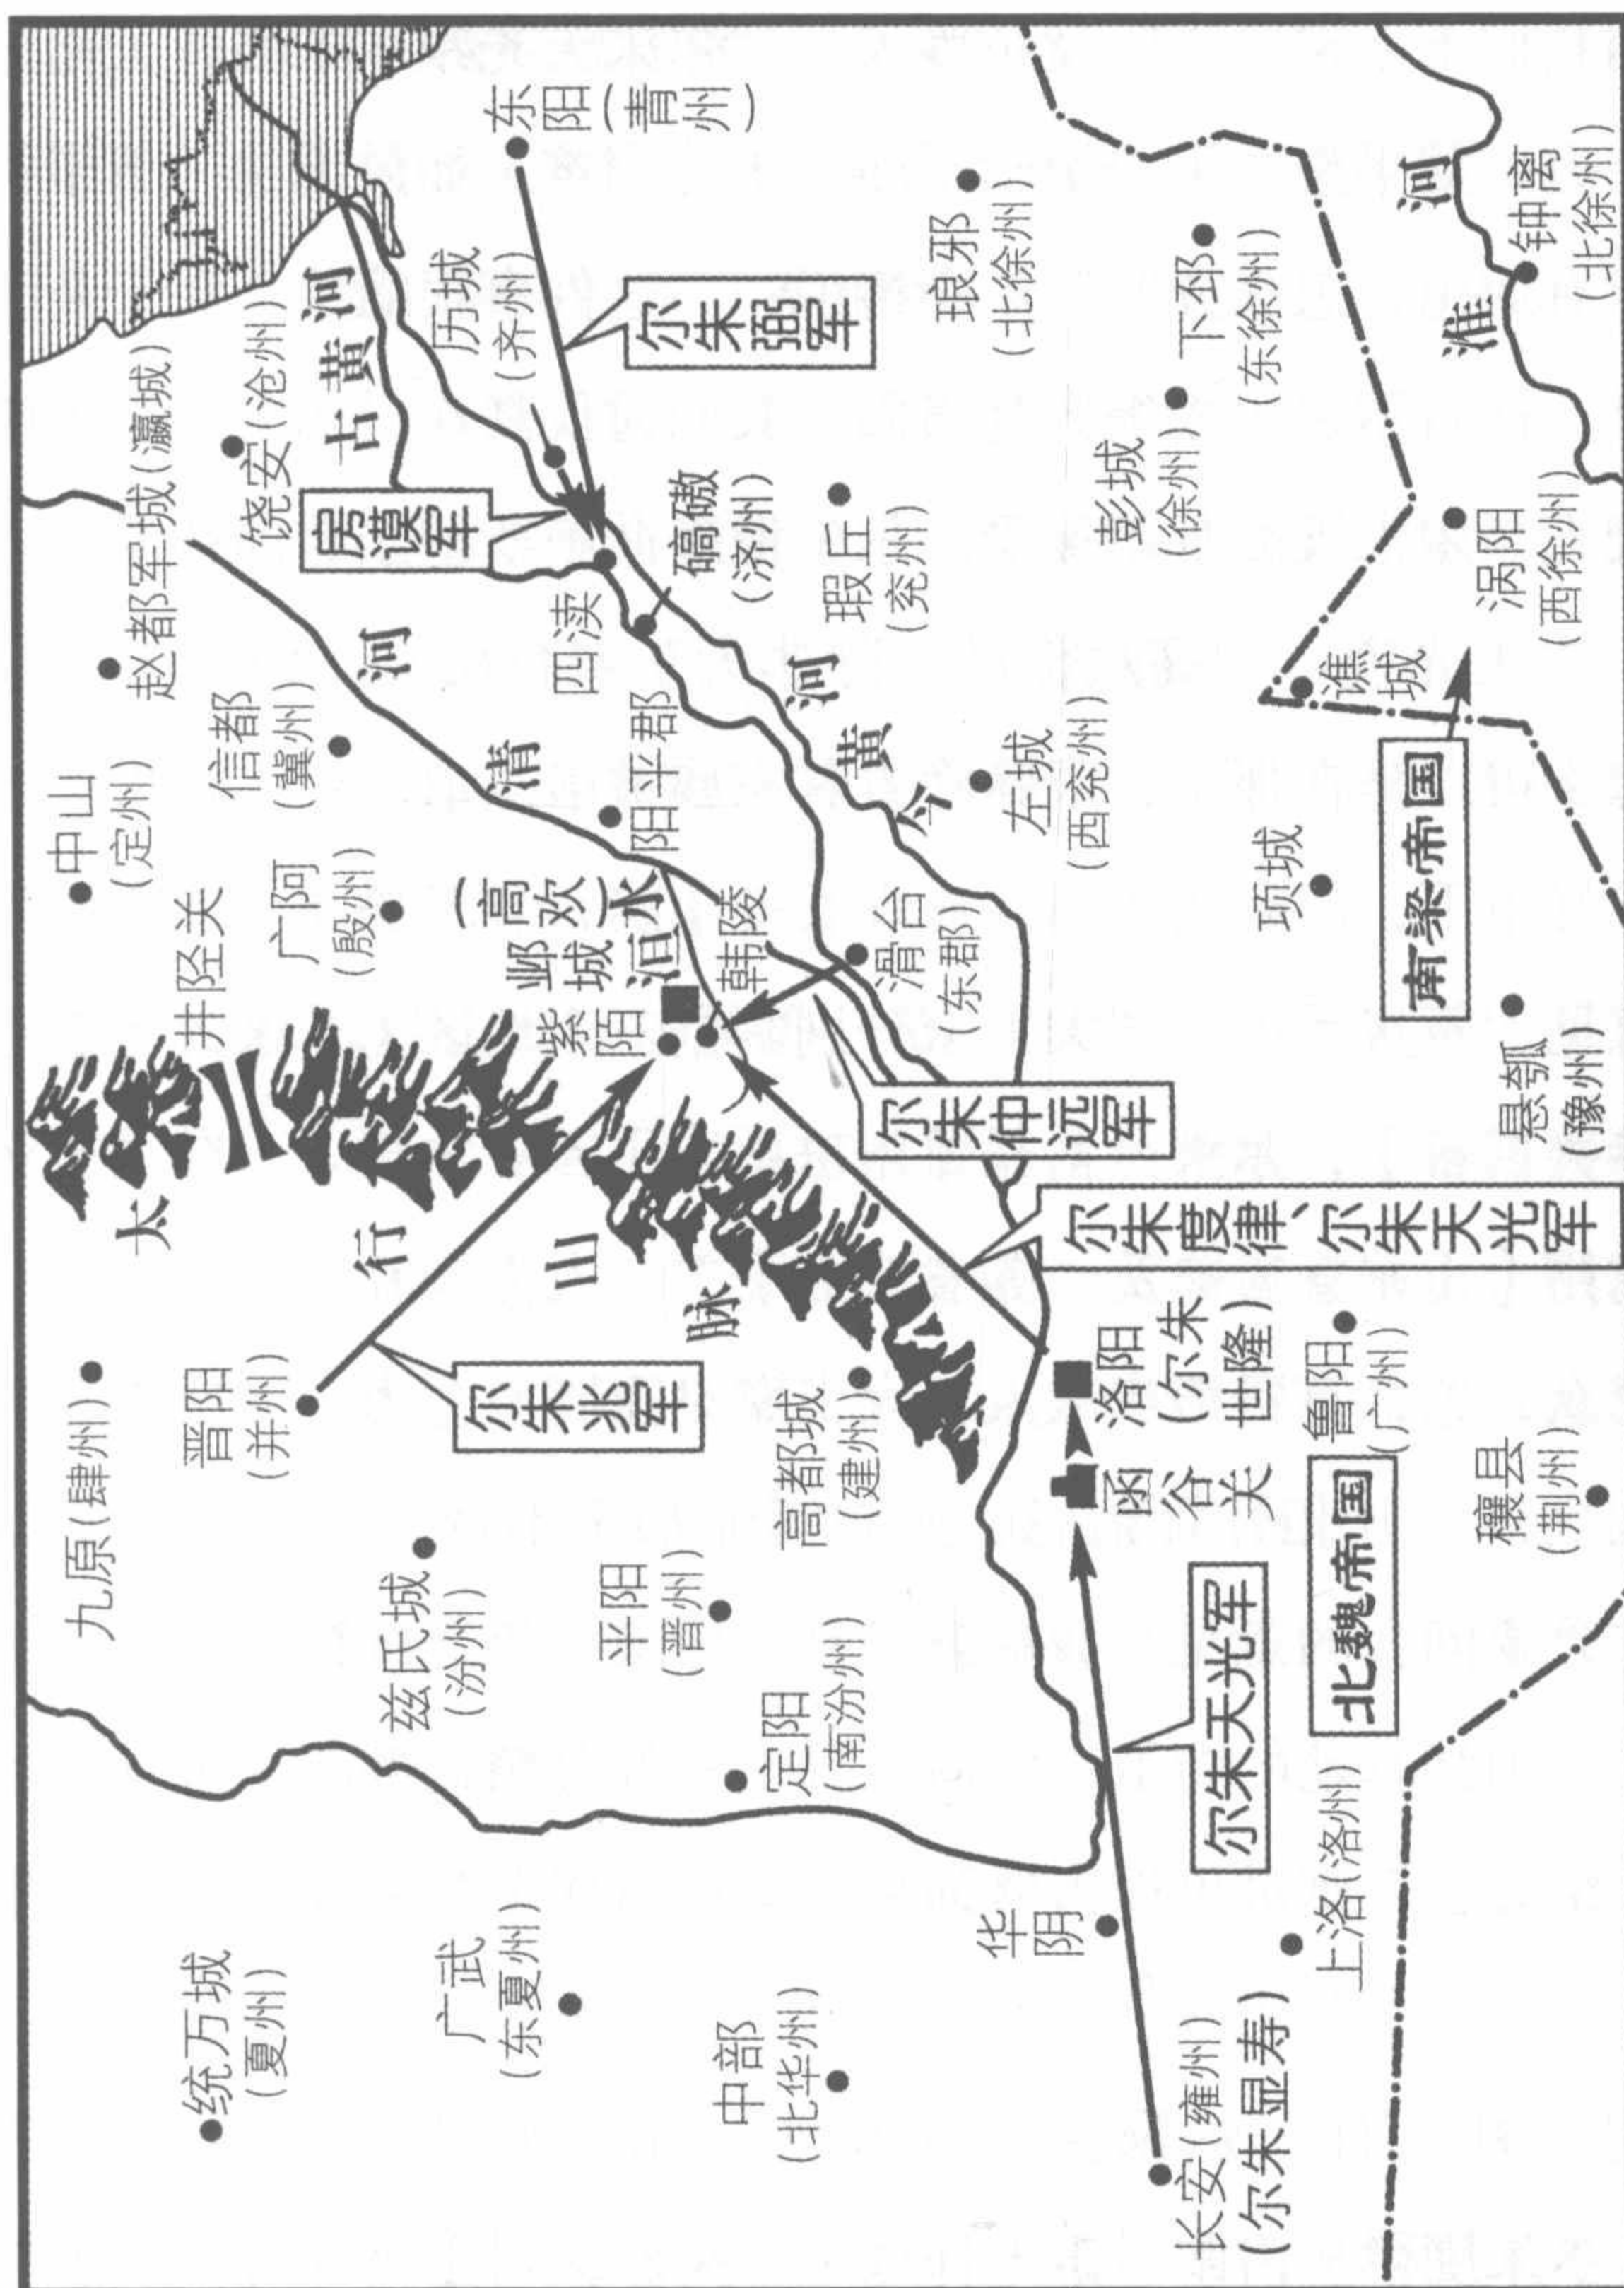 九原(肆州)
晋阳
(并州)
兹氏城
(汾州)
平阳
(晋州)
定阳
(南汾州)
高都城
(建州)
统万城
(夏州)
广武
(东夏州)
中部
(北华州)
华
阴
长安(雍州)
(尔朱显寿)
上洛(洛州)
尔朱天光军
函
谷
关
洛阳
(尔朱
世隆)
北魏帝国
鲁阳
(广州)
穰县
(荆州)
尔
朱
兆
军
太
行
山
脉
井陉关
中山
(定州)
广阿
(殷州)
信都
(冀州)
赵都军城(瀛城)
饶安(沧州)
邺
城
(高
欢)
紫
陌
洹
水
韩陵
清
河
阳平郡
古
黄
河
房
谟
军
四渎
碻磝
(济州)
历城
(齐州)
东
阳
(青
州)
尔
朱
弼
军
滑台
(东郡)
尔
朱
仲
远
军
尔
朱
度
律、
尔
朱
天
光
军
今
黄
河
左城
(西兖州)
瑕丘
(兖州)
琅邪
(北徐州)
彭城
(徐州)
下邳
(东徐州)
项城
谯
城
南梁帝国
悬瓠
(豫州)
涡阳
(西徐州)
淮
河
钟离
(北徐州)